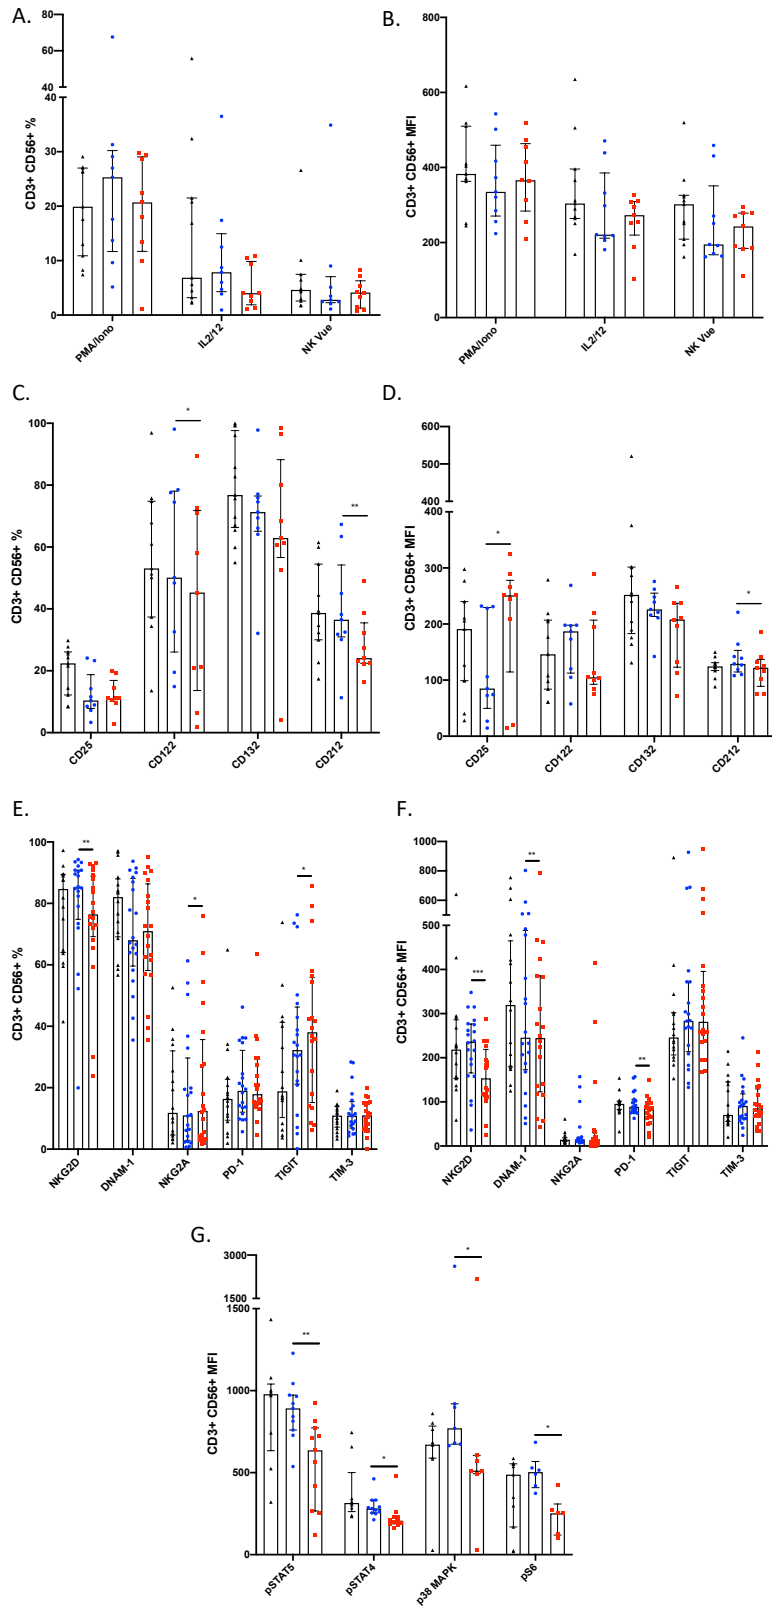 A.
CD3+ CD56+ %
80
60
40
40
30
20
10
0
PMA/Iono
IL2/12
NK Vue
B.
CD3+ CD56+ MFI
800
600
400
200
0
PMA/Iono
IL2/12
NK Vue
C.
CD3+ CD56+ %
100
80
60
40
20
0
*
**
CD25
CD122
CD132
CD212
D.
CD3+ CD56+ MFI
600
500
400
400
300
200
100
0
*
*
CD25
CD122
CD132
CD212
E.
CD3+ CD56+ %
100
80
60
40
20
0
**
*
*
NKG2D
DNAM-1
NKG2A
PD-1
TIGIT
TIM-3
F.
CD3+ CD56+ MFI
1000
800
600
500
400
300
200
100
0
***
**
**
NKG2D
DNAM-1
NKG2A
PD-1
TIGIT
TIM-3
G.
CD3+ CD56+ MFI
3000
1500
1500
1000
500
0
**
*
*
*
pSTAT5
pSTAT4
p38 MAPK
pS6